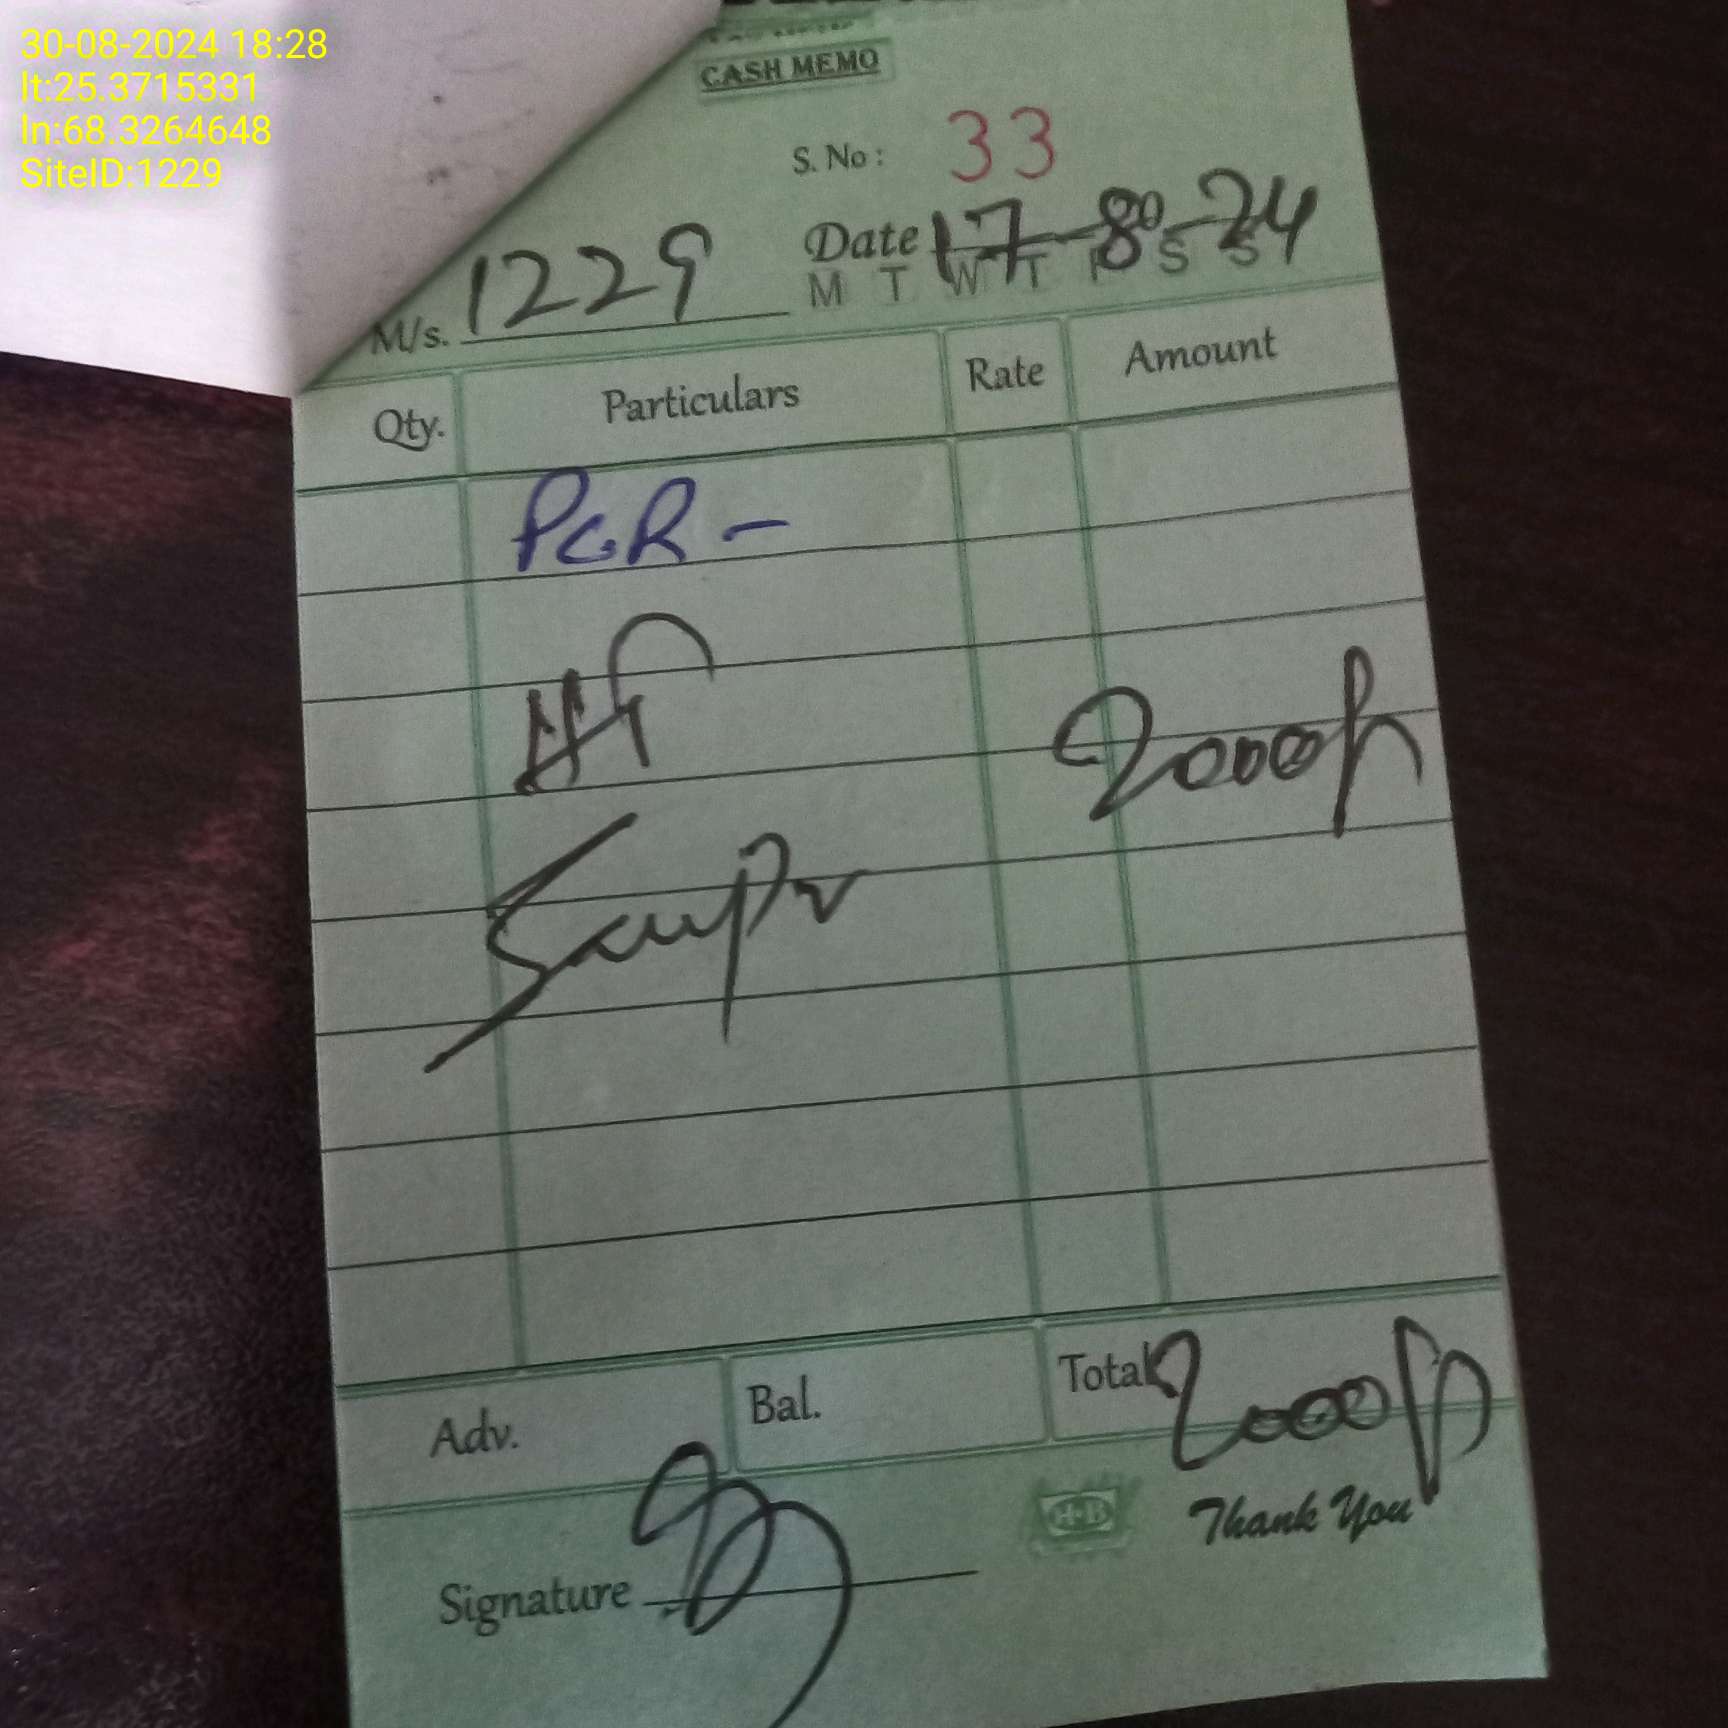 30-08-2024 18:28
lt:25.3715331
ln:68.3264648
SiteID:1229
CASH MEMO
S. No : 33
Date 17-8-24
M T W T F S S
M/s. 1229
Qty. Particulars Rate Amount
PGR -
2000
Adv. Bal. Total 2000
Thank You
Signature